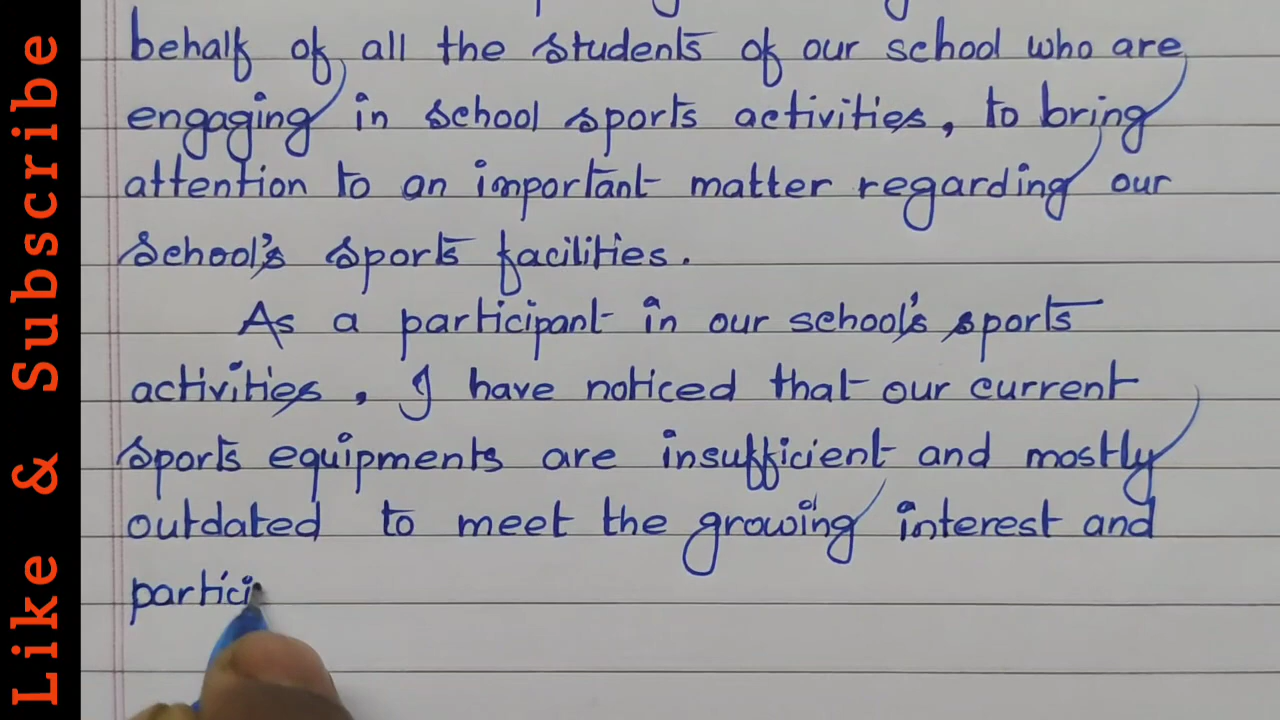 behalf of all the students of our school who are
engaging in school sports activities, to bring
attention to an important matter regarding our
school's sports facilities.
As a participant in our school's sports
activities, I have noticed that our current
sports equipments are insufficient and mostly
outdated to meet the growing interest and
partici
Like & Subscribe